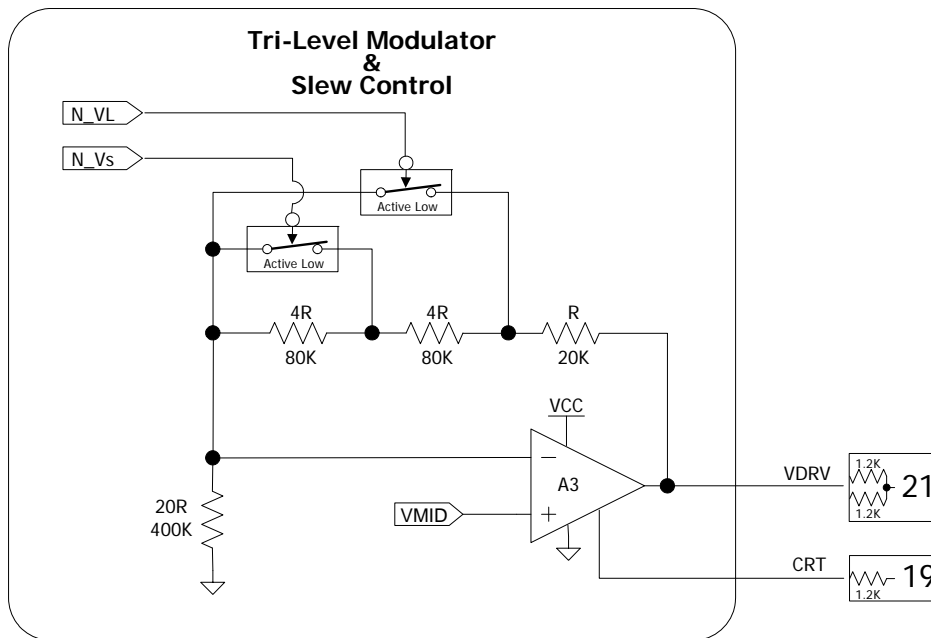 Tri-Level Modulator
&
Slew Control
N_VL
N_Vs
Active Low
Active Low
4R
4R
R
80K
80K
20K
VCC
−
A3
VMID
+
20R
400K
VDRV
1.2K
21
1.2K
CRT
19
1.2K